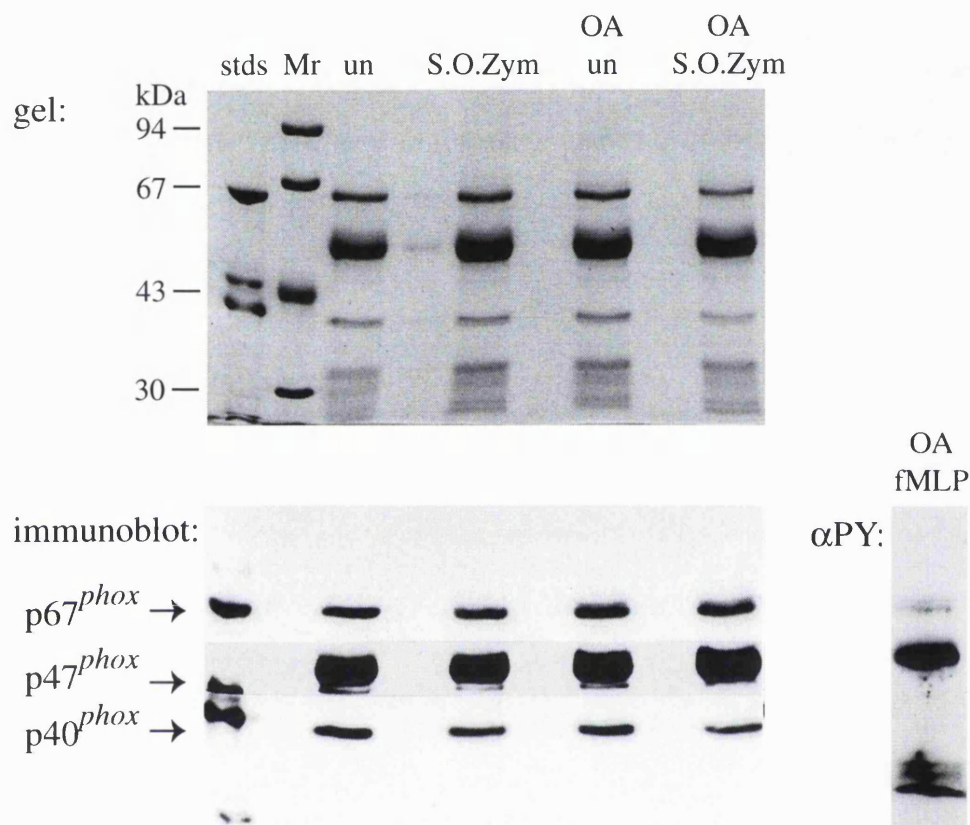 OA OA
stds Mr un S.O.Zym un S.O.Zym
gel:
kDa
94
67
43
30
OA
fMLP
immunoblot:
αPY:
p67phox →
p47phox →
p40phox →